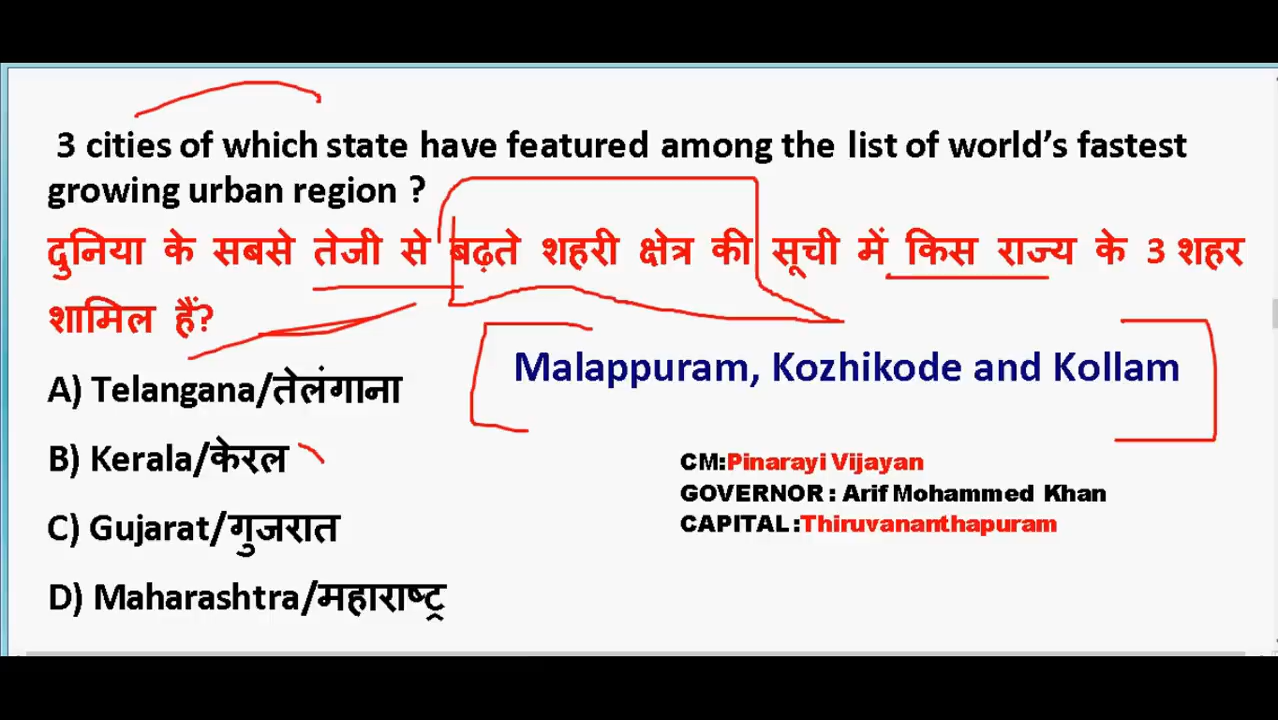 3 cities of which state have featured among the list of world’s fastest
growing urban region ?
दुनिया के सबसे तेजी से बढ़ते शहरी क्षेत्र की सूची में किस राज्य के 3 शहर
शामिल हैं?
Malappuram, Kozhikode and Kollam
A) Telangana/तेलंगाना
B) Kerala/केरल
C) Gujarat/गुजरात
D) Maharashtra/महाराष्ट्र
CM:Pinarayi Vijayan
GOVERNOR : Arif Mohammed Khan
CAPITAL :Thiruvananthapuram